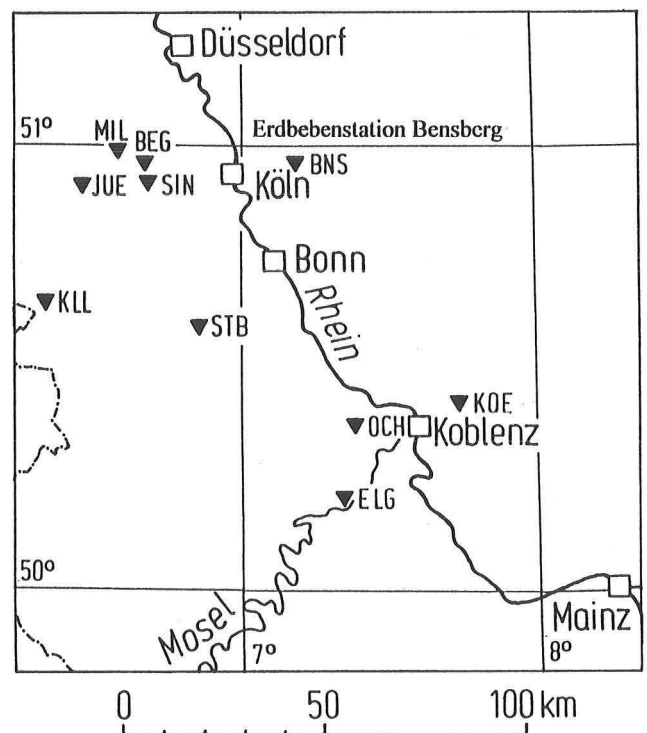 Düsseldorf
51° MIL Erdbebenstation Bensberg
BEG BNS
JUE SIN Köln
Bonn
KLL
STB Rhein
KOE
OCH Koblenz
ELG
50°
Mosel Mainz
7° 8°
0 50 100 km